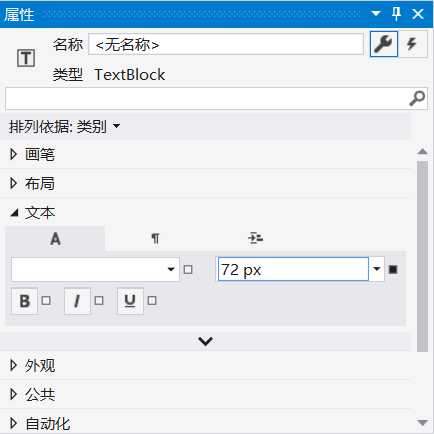 属性
名称 <无名称>
类型 TextBlock
排列依据: 类别
画笔
布局
文本
A ¶
72 px
B I U
外观
公共
自动化